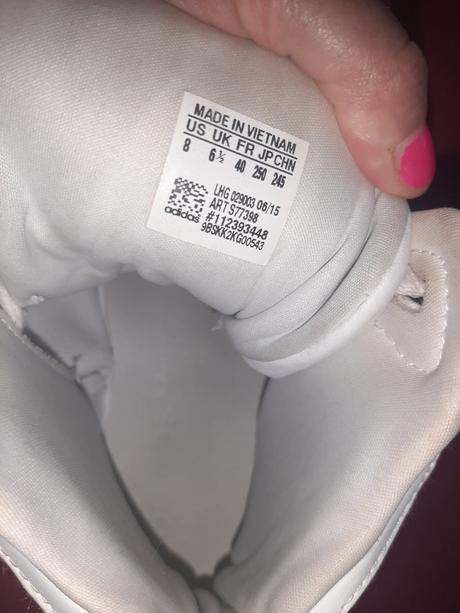 MADE IN VIETNAM
US UK FR JP CHN
8 6½ 40 250 245
LHG 029003 06/15
ART S77398
#112393448
9BSKK2KG00543
adidas